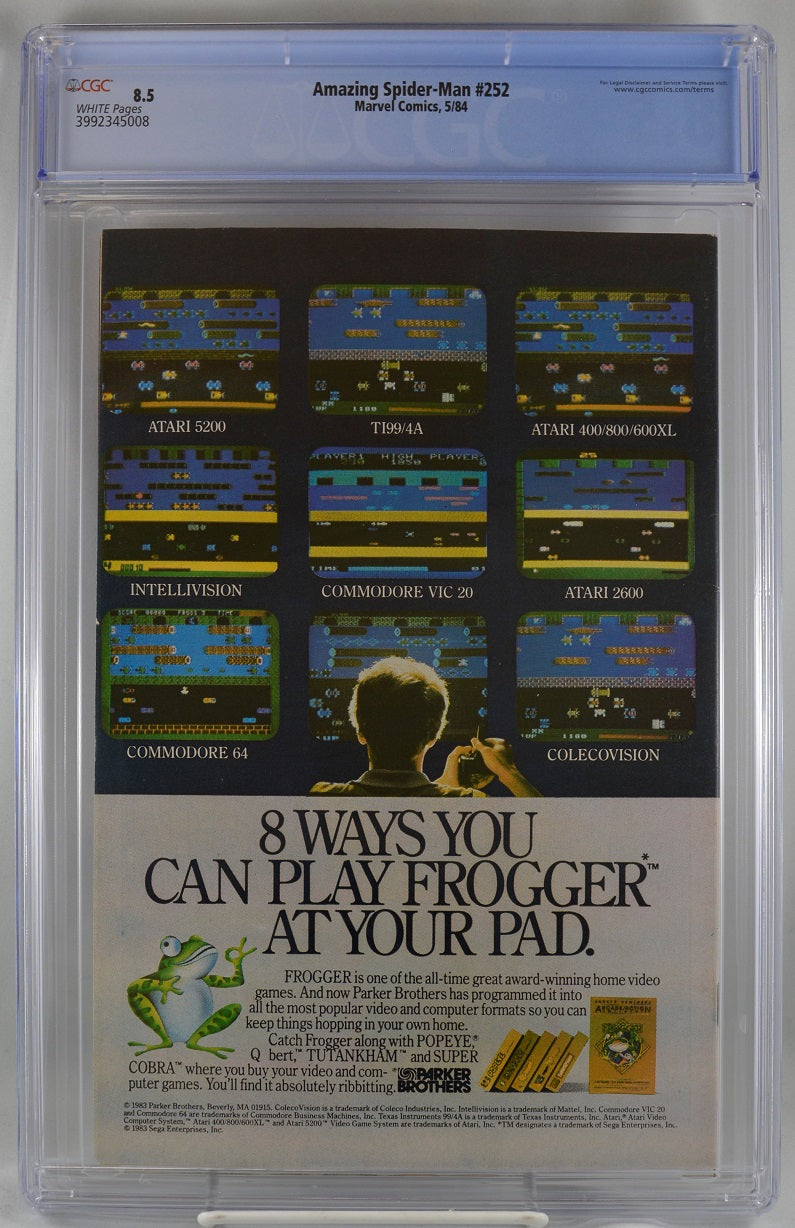 CGC
8.5
WHITE Pages
3992345008
Amazing Spider-Man #252
Marvel Comics, 5/84
For Legal Disclaimer and Service Terms please visit
www.cgccomics.com/terms
CGC
ATARI 5200
1180
TI99/4A
ATARI 400/800/600XL
INTELLIVISION
PLAYER1 HIGH PLAYER
COMMODORE VIC 20
ATARI 2600
COMMODORE 64
1180
COLECOVISION
8 WAYS YOU
CAN PLAY FROGGER*™
AT YOUR PAD.
FROGGER is one of the all-time great award-winning home video
games. And now Parker Brothers has programmed it into
all the most popular video and computer formats so you can
keep things hopping in your own home.
Catch Frogger along with POPEYE,®
Q bert,™ TUTANKHAM™ and SUPER
COBRA™ where you buy your video and com-
puter games. You'll find it absolutely ribbitting.
PARKER
BROTHERS
PARKER BROTHERS
FROGGER
© 1983 Parker Brothers, Beverly, MA 01915. ColecoVision is a trademark of Coleco Industries, Inc. Intellivision is a trademark of Mattel, Inc. Commodore VIC 20
and Commodore 64 are trademarks of Commodore Business Machines, Inc. Texas Instruments 99/4A is a trademark of Texas Instruments, Inc. Atari,® Atari Video
Computer System,™ Atari 400/800/600XL™ and Atari 5200™ Video Game System are trademarks of Atari, Inc. *TM designates a trademark of Sega Enterprises, Inc.
© 1983 Sega Enterprises, Inc.